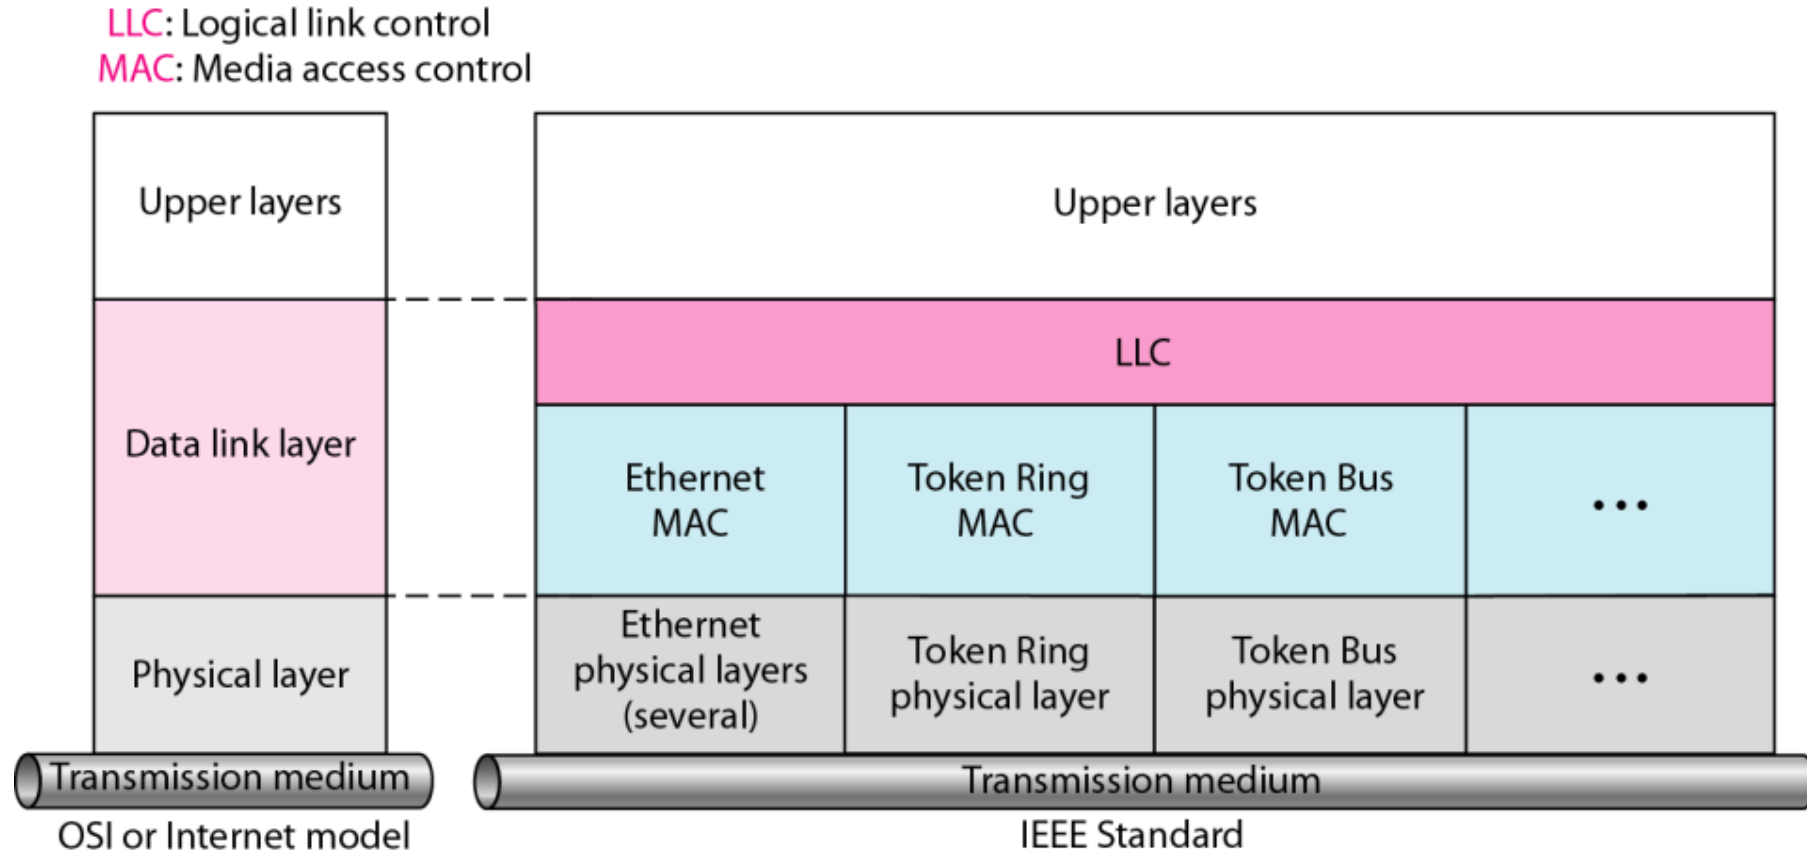 LLC: Logical link control
MAC: Media access control
Upper layers
Data link layer
Physical layer
Transmission medium
OSI or Internet model
Upper layers
LLC
Ethernet
MAC
Token Ring
MAC
Token Bus
MAC
...
Ethernet
physical layers
(several)
Token Ring
physical layer
Token Bus
physical layer
...
Transmission medium
IEEE Standard